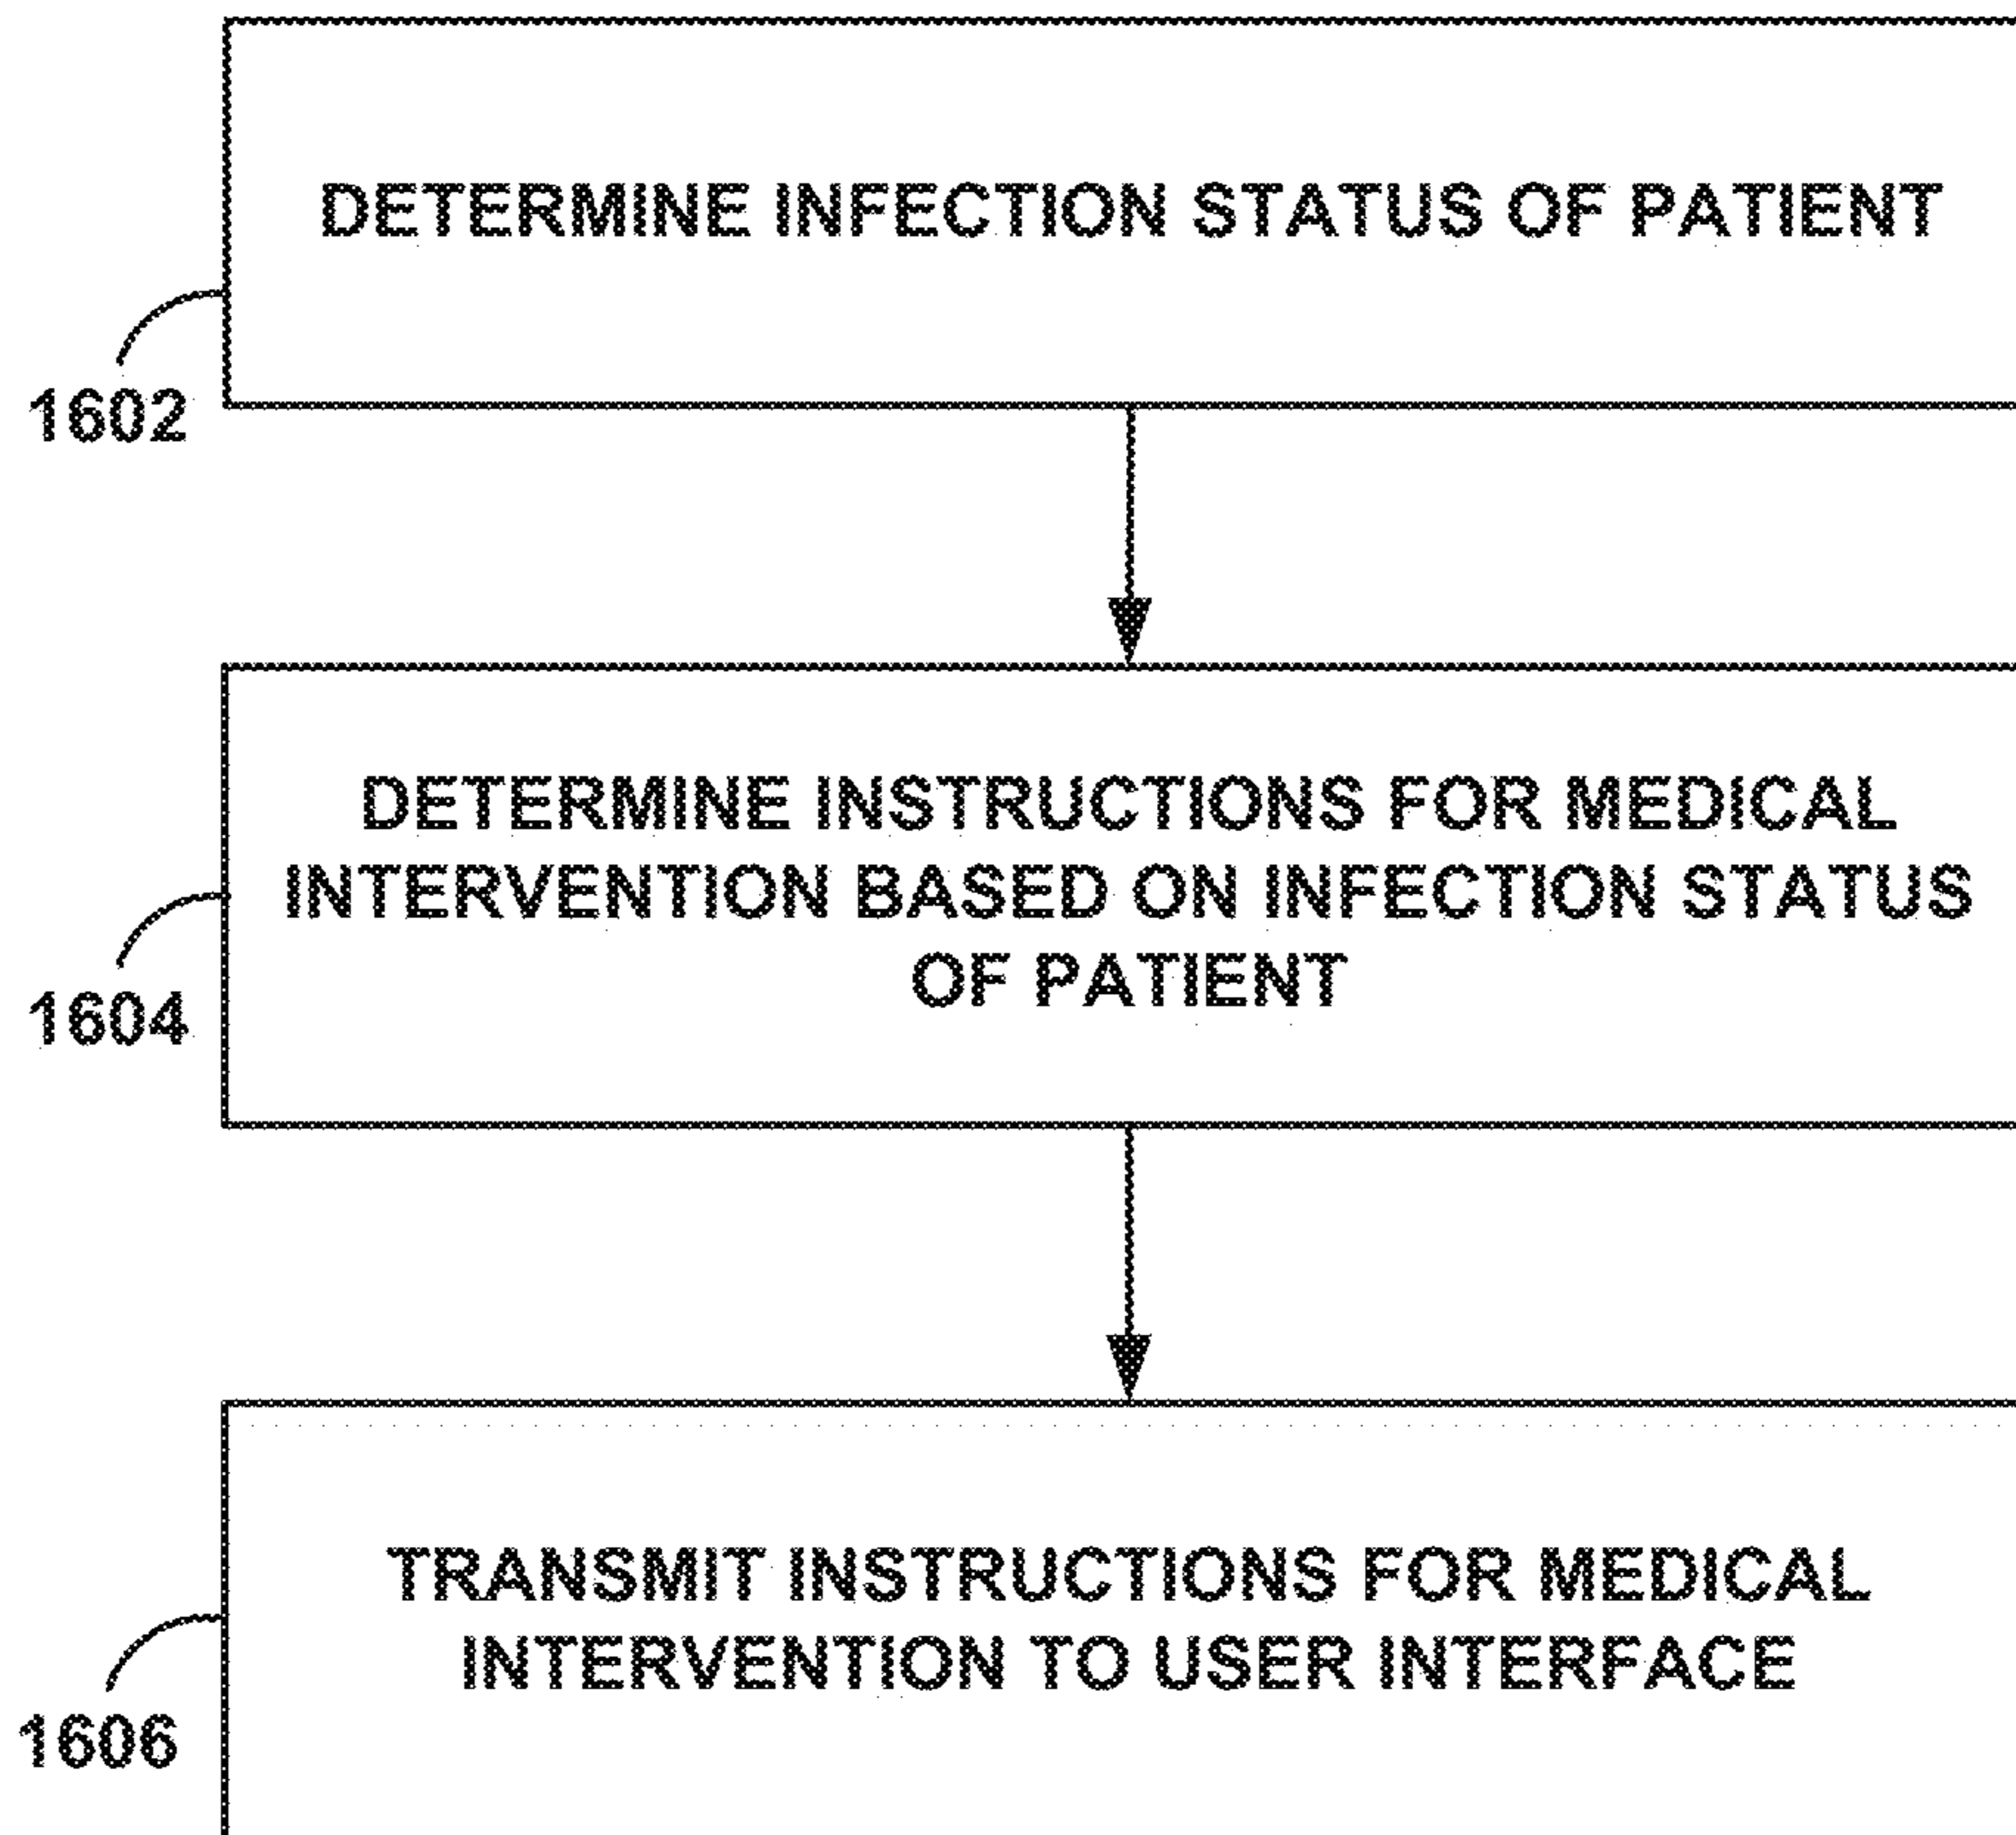 DETERMINE INFECTION STATUS OF PATIENT
1602
DETERMINE INSTRUCTIONS FOR MEDICAL
INTERVENTION BASED ON INFECTION STATUS
OF PATIENT
1604
TRANSMIT INSTRUCTIONS FOR MEDICAL
INTERVENTION TO USER INTERFACE
1606